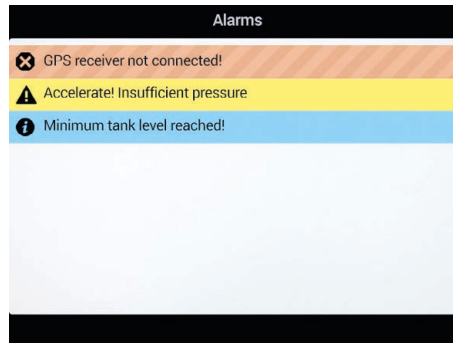 Alarms
GPS receiver not connected!
Accelerate! Insufficient pressure
Minimum tank level reached!